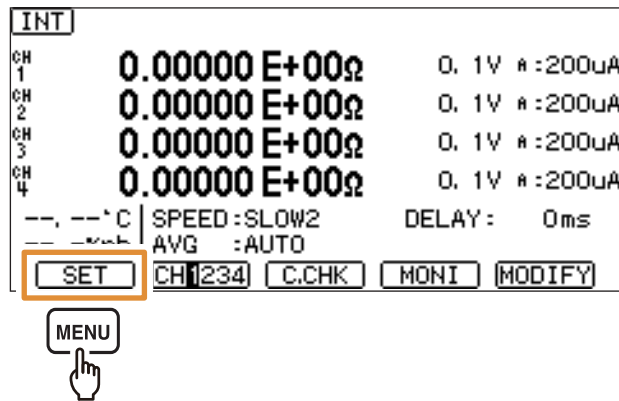 INT
CH 1 0.00000 E+00Ω 0. 1V A:200uA
CH 2 0.00000 E+00Ω 0. 1V A:200uA
CH 3 0.00000 E+00Ω 0. 1V A:200uA
CH 4 0.00000 E+00Ω 0. 1V A:200uA
--. --°C SPEED:SLOW2 DELAY: 0ms
AVG :AUTO
SET CH1234 C.CHK MONI MODIFY
MENU